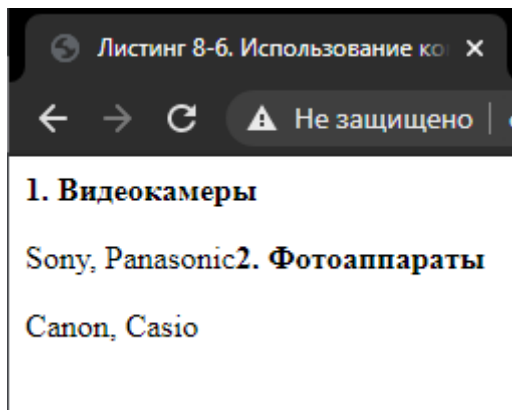 Листинг 8-6. Использование ко
Не защищено
1. Видеокамеры
Sony, Panasonic2. Фотоаппараты
Canon, Casio